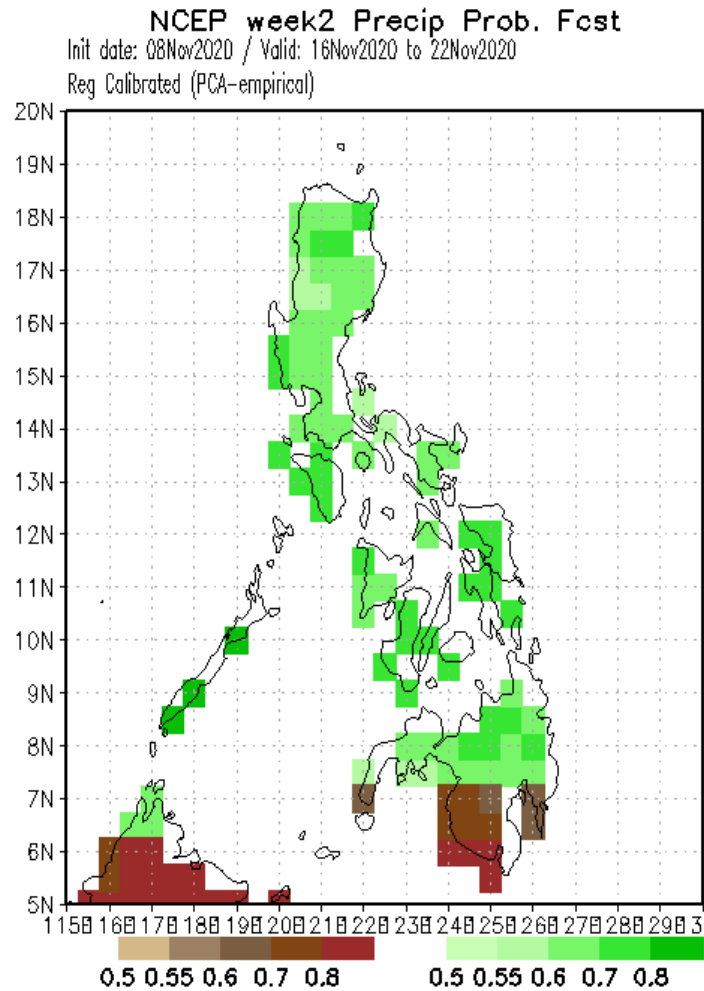 NCEP week2 Precip Prob. Fcst
Init date: 08Nov2020 / Valid: 16Nov2020 to 22Nov2020
Reg Calibrated (PCA-empirical)
20N
19N
18N
17N
16N
15N
14N
13N
12N
11N
10N
9N
8N
7N
6N
5N
0.5 0.55 0.6 0.7 0.8 0.5 0.55 0.6 0.7 0.8